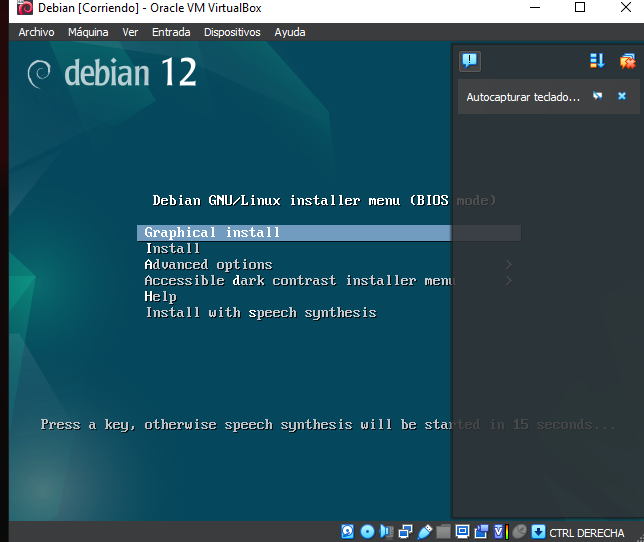 Debian [Corriendo] - Oracle VM VirtualBox
Archivo Máquina Ver Entrada Dispositivos Ayuda
debian 12
Autocapturar teclado...
Debian GNU/Linux installer menu (BIOS mode)
Graphical install
Install
Advanced options >
Accessible dark contrast installer menu >
Help
Install with speech synthesis
Press a key, otherwise speech synthesis will be started in 15 seconds...
CTRL DERECHA